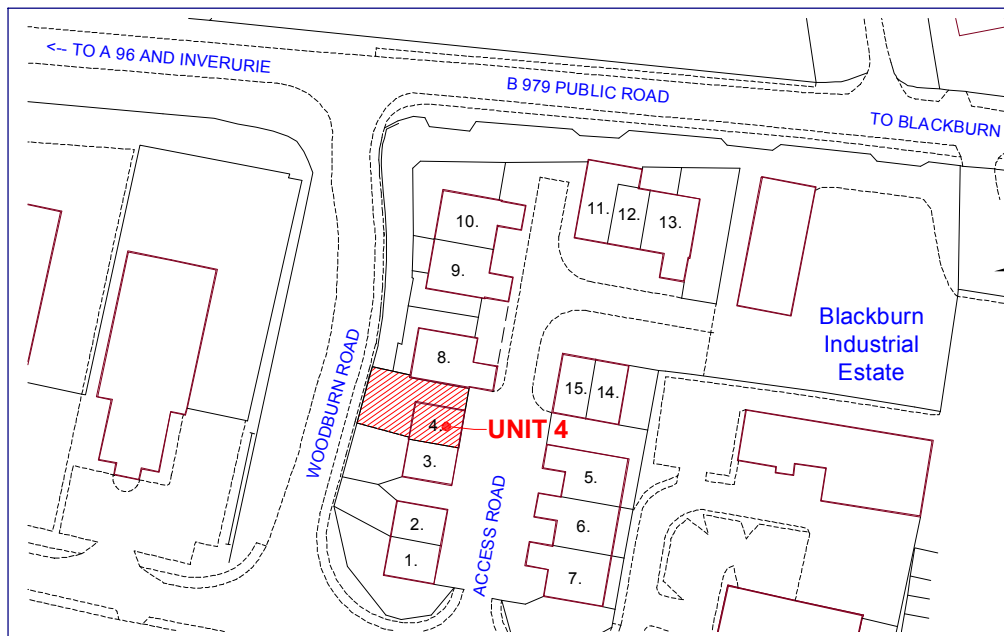 <-- TO A 96 AND INVERURIE
B 979 PUBLIC ROAD
TO BLACKBURN
10.
9.
11.
12.
13.
8.
Blackburn
Industrial
Estate
WOODBURN ROAD
15.
14.
4.
UNIT 4
3.
5.
2.
6.
1.
7.
ACCESS ROAD